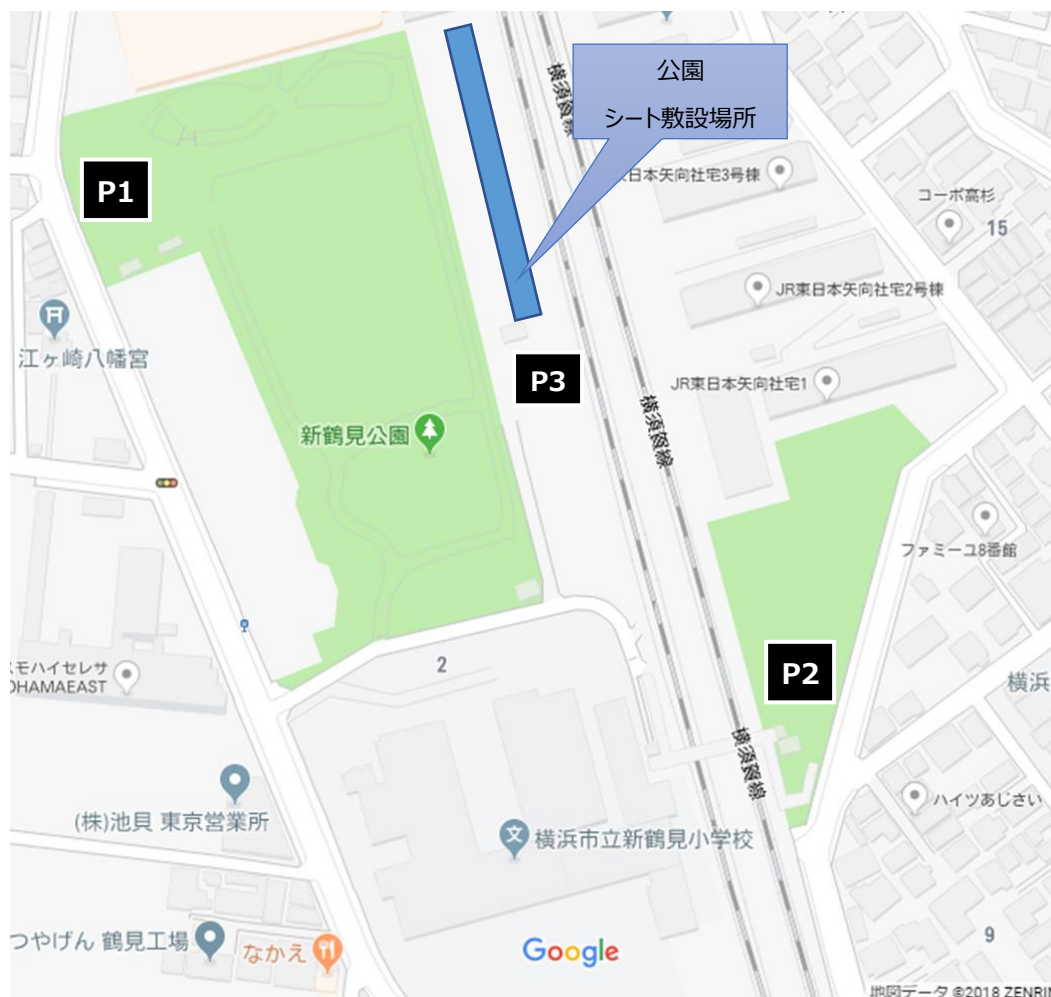 公園
シート敷設場所
横須賀線
日本矢向社宅3号棟
コーポ高杉
15
P1
JR東日本矢向社宅2号棟
江ヶ崎八幡宮
P3
JR東日本矢向社宅1
横須賀線
新鶴見公園
ファミーユ8番館
スモハイセレサ
OHAMAEAST
2
P2
横浜
横須賀線
ハイツあじさい
(株)池貝 東京営業所
文
横浜市立新鶴見小学校
つやげん 鶴見工場
なかえ
Google
9
地図データ ©2018 ZENRIN